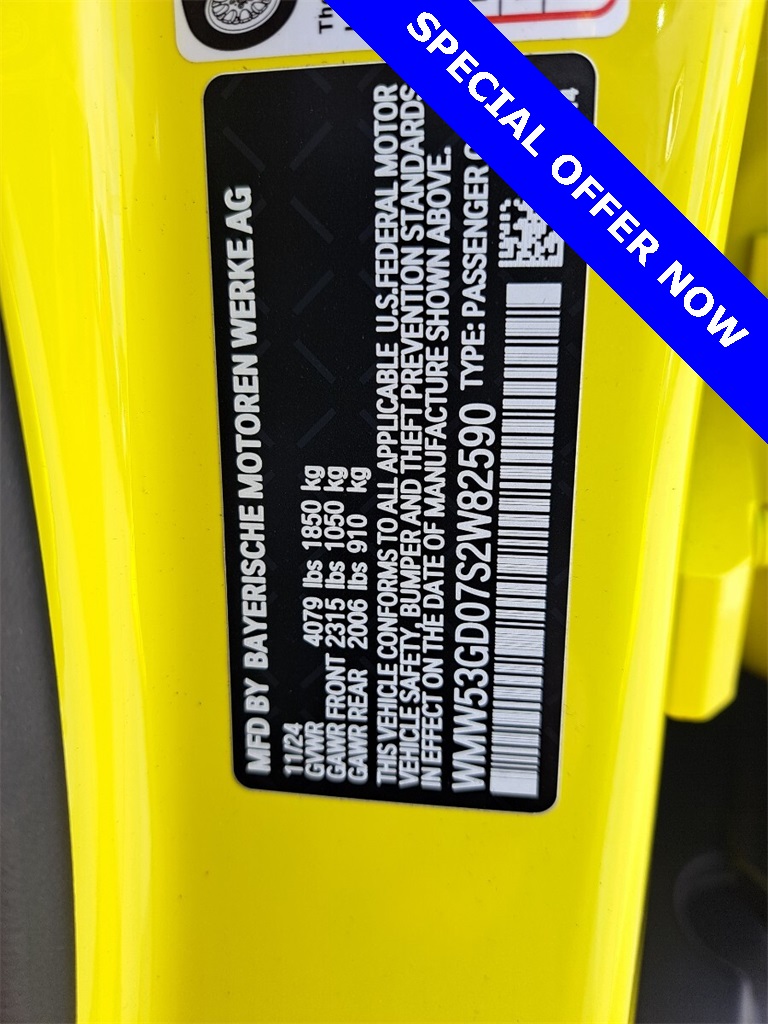 Th
SPECIAL OFFER NOW
MFD BY BAYERISCHE MOTOREN WERKE AG
11/24
GVWR 4079 lbs 1850 kg
GAWR FRONT 2315 lbs 1050 kg
GAWR REAR 2006 lbs 910 kg
THIS VEHICLE CONFORMS TO ALL APPLICABLE U.S.FEDERAL MOTOR
VEHICLE SAFETY, BUMPER AND THEFT PREVENTION STANDARDS
IN EFFECT ON THE DATE OF MANUFACTURE SHOWN ABOVE.
WMW53GD07S2W82590 TYPE: PASSENGER